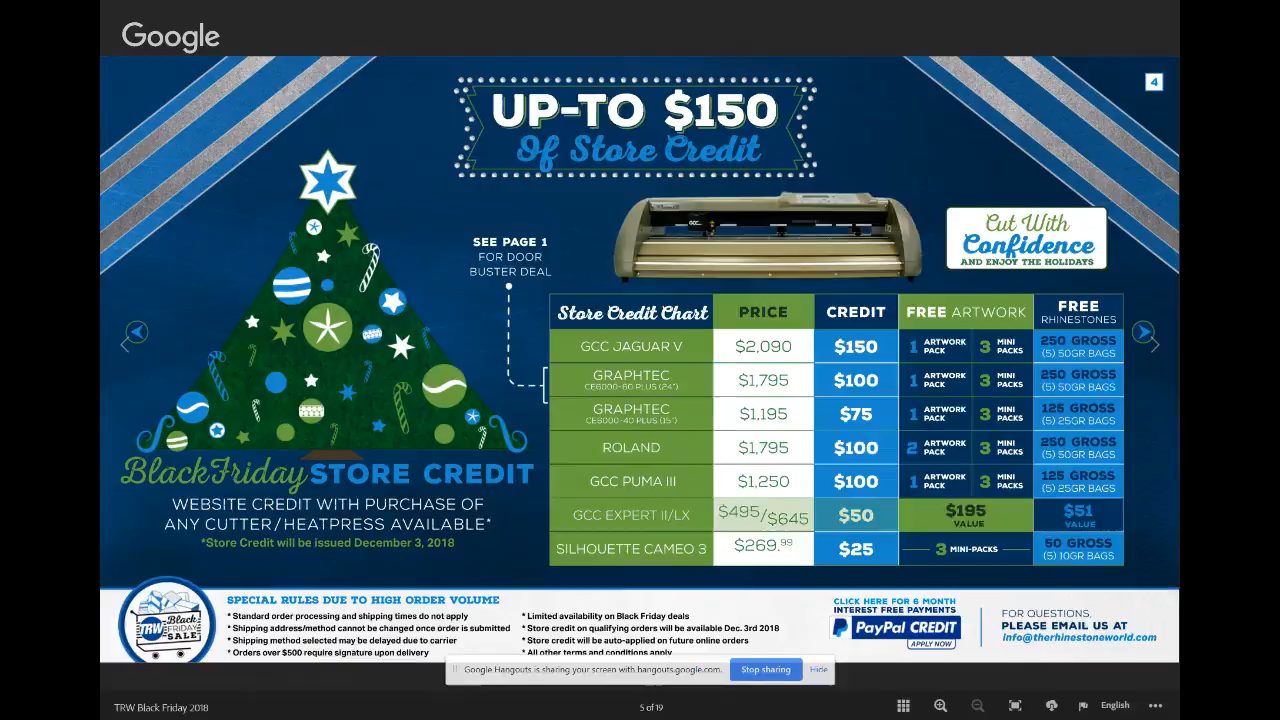 Google
4
UP-TO $150
Of Store Credit
SEE PAGE 1
FOR DOOR
BUSTER DEAL
Cut With
Confidence
AND ENJOY THE HOLIDAYS
Store Credit Chart PRICE CREDIT FREE ARTWORK FREE RHINESTONES
GCC JAGUAR V $2,090 $150 1 ARTWORK PACK 3 MINI PACKS 250 GROSS (5) 50GR BAGS
GRAPHTEC CE6000-60 PLUS (24") $1,795 $100 1 ARTWORK PACK 3 MINI PACKS 250 GROSS (5) 50GR BAGS
GRAPHTEC CE6000-40 PLUS (15") $1,195 $75 1 ARTWORK PACK 3 MINI PACKS 125 GROSS (5) 25GR BAGS
ROLAND $1,795 $100 2 ARTWORK PACK 3 MINI PACKS 250 GROSS (5) 50GR BAGS
GCC PUMA III $1,250 $100 1 ARTWORK PACK 3 MINI PACKS 125 GROSS (5) 25GR BAGS
GCC EXPERT II/LX $495/$645 $50 $195 VALUE $51 VALUE
SILHOUETTE CAMEO 3 $269.99 $25 3 MINI-PACKS 50 GROSS (5) 10GR BAGS
BlackFriday STORE CREDIT
WEBSITE CREDIT WITH PURCHASE OF
ANY CUTTER/HEATPRESS AVAILABLE*
*Store Credit will be issued December 3, 2018
TRW Black FRIDAY SALE
SPECIAL RULES DUE TO HIGH ORDER VOLUME
* Standard order processing and shipping times do not apply
* Shipping address/method cannot be changed once order is submitted
* Shipping method selected may be delayed due to carrier
* Orders over $500 require signature upon delivery
* Limited availability on Black Friday deals
* Store credit on qualifying orders will be available Dec. 3rd 2018
* Store credit will be auto-applied on future online orders
* All other terms and conditions apply
CLICK HERE FOR 6 MONTH
INTEREST FREE PAYMENTS
PayPal CREDIT
APPLY NOW
FOR QUESTIONS,
PLEASE EMAIL US AT
info@therhinestoneworld.com
Google Hangouts is sharing your screen with hangouts.google.com. Stop sharing Hide
TRW Black Friday 2018 5 of 19 English